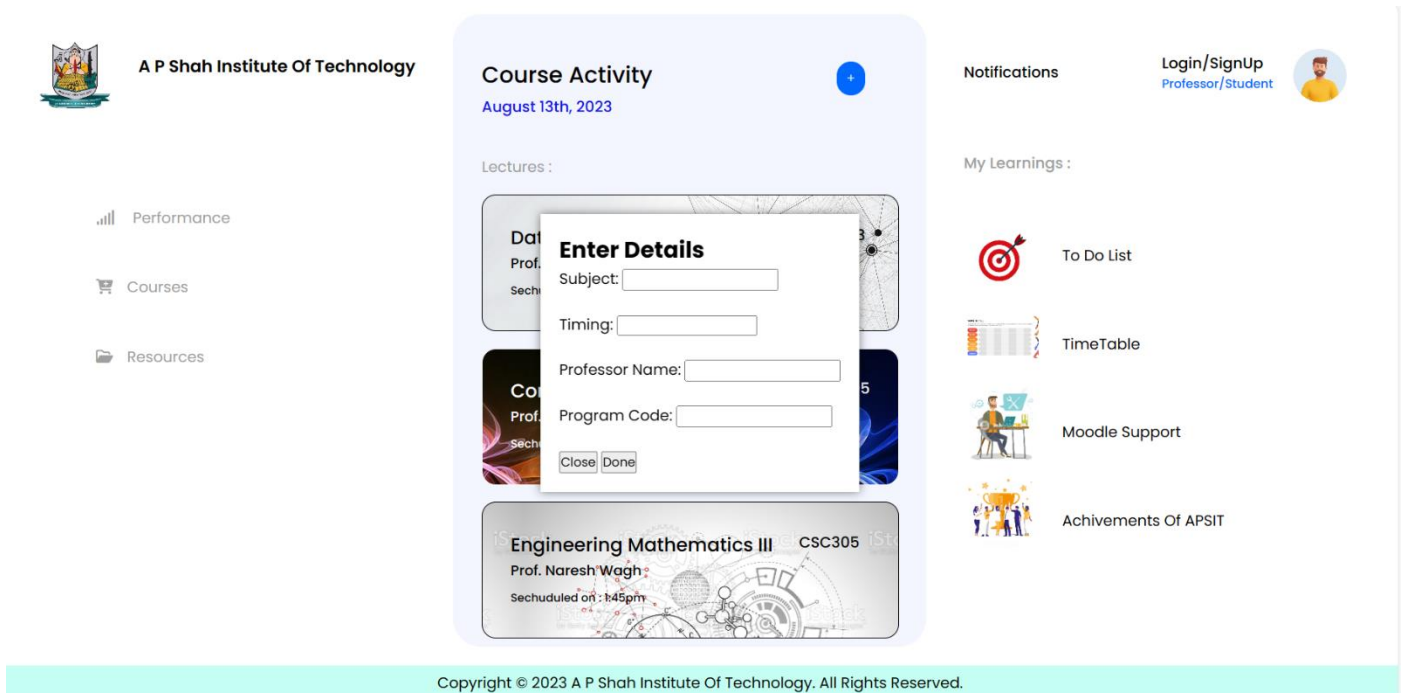 A P Shah Institute Of Technology
Performance
Courses
Resources
Course Activity
+
August 13th, 2023
Lectures :
Prof.
Enter Details
Subject:
Timing:
Professor Name:
Program Code:
Close Done
Prof.
Engineering Mathematics III CSC305
Prof. Naresh Wagh
Sechuduled on : 1:45pm
Notifications
Login/SignUp
Professor/Student
My Learnings :
To Do List
TimeTable
Moodle Support
Achivements Of APSIT
Copyright © 2023 A P Shah Institute Of Technology. All Rights Reserved.